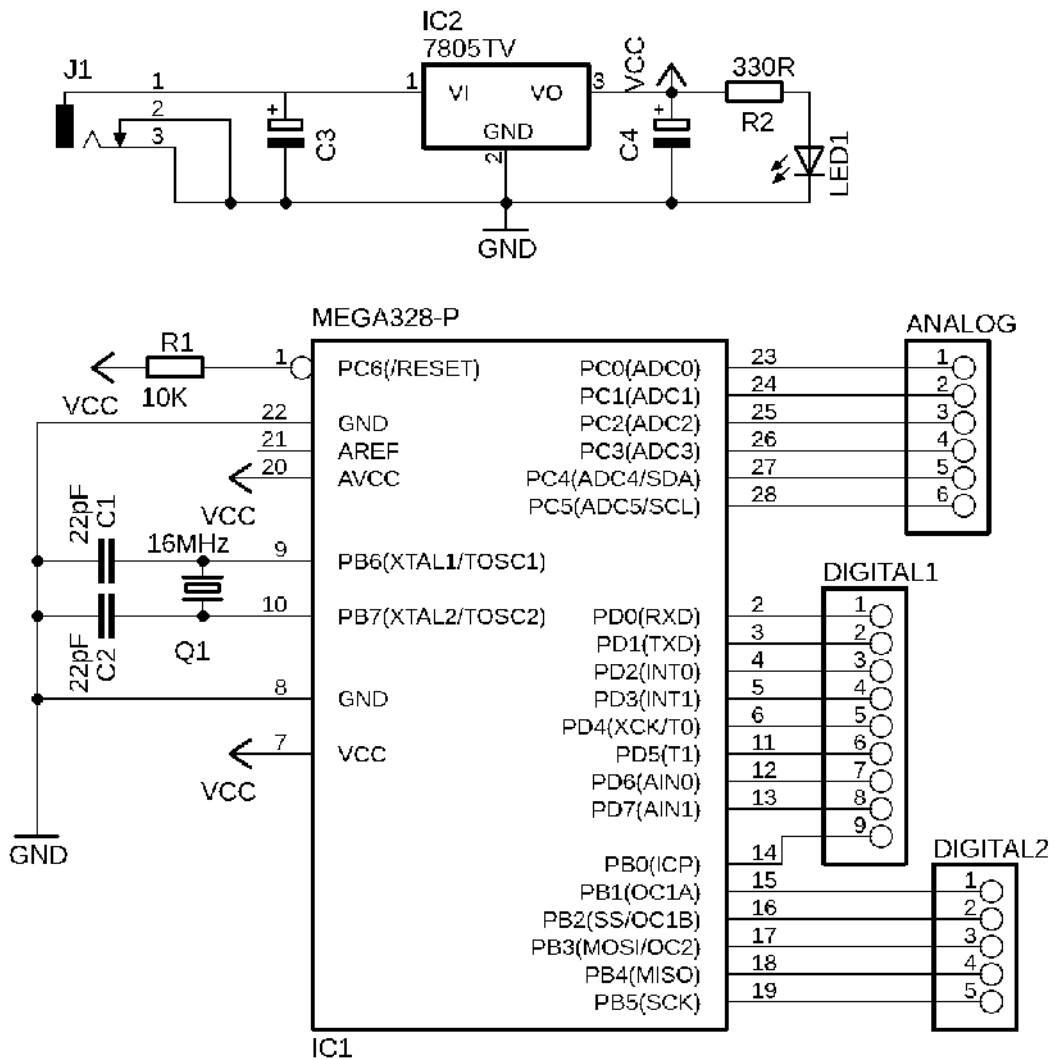 IC2
7805TV
J1
1
2
3
+
C3
1
VI
VO
3
GND
2
VCC
+
C4
330R
R2
LED1
GND
MEGA328-P
R1
10K
VCC
1
PC6(/RESET)
22
GND
21
AREF
20
AVCC
VCC
22pF
C1
16MHz
9
PB6(XTAL1/TOSC1)
10
PB7(XTAL2/TOSC2)
22pF
C2
Q1
8
GND
7
VCC
VCC
GND
PC0(ADC0) 23
PC1(ADC1) 24
PC2(ADC2) 25
PC3(ADC3) 26
PC4(ADC4/SDA) 27
PC5(ADC5/SCL) 28
ANALOG
1
2
3
4
5
6
PD0(RXD) 2
PD1(TXD) 3
PD2(INT0) 4
PD3(INT1) 5
PD4(XCK/T0) 6
PD5(T1) 11
PD6(AIN0) 12
PD7(AIN1) 13
DIGITAL1
1
2
3
4
5
6
7
8
9
PB0(ICP) 14
PB1(OC1A) 15
PB2(SS/OC1B) 16
PB3(MOSI/OC2) 17
PB4(MISO) 18
PB5(SCK) 19
DIGITAL2
1
2
3
4
5
IC1